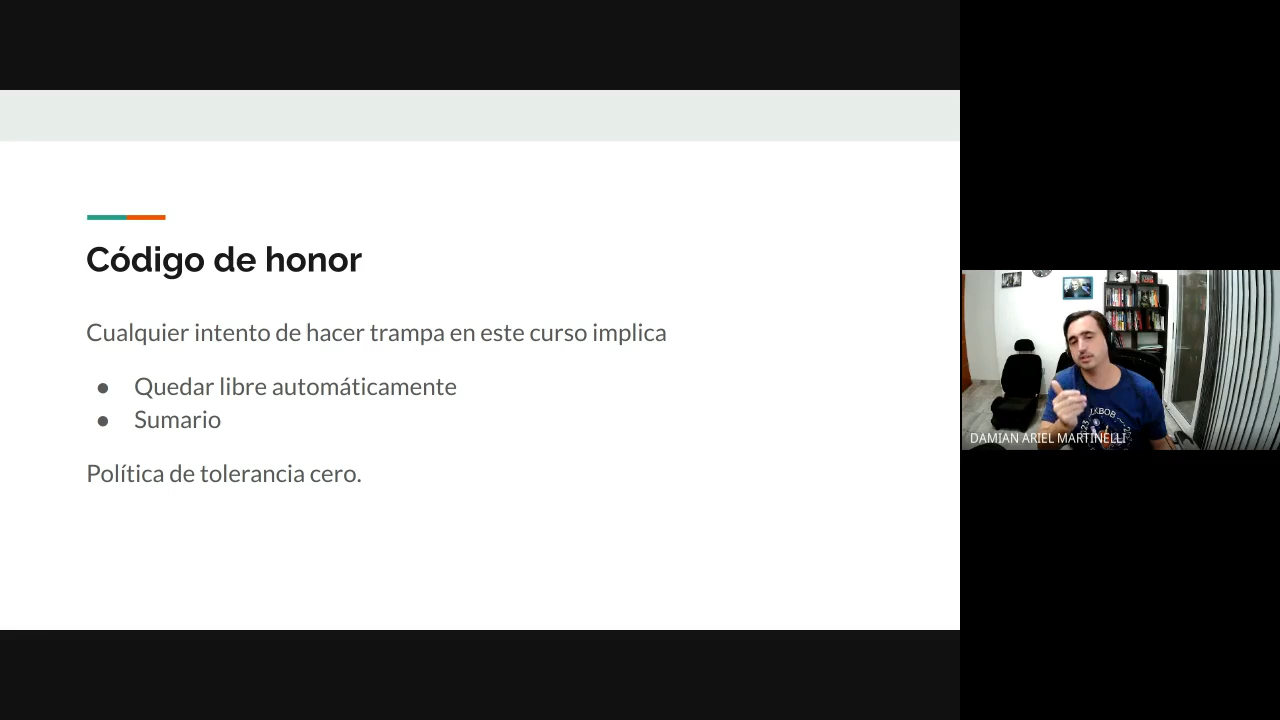 Código de honor
Cualquier intento de hacer trampa en este curso implica
● Quedar libre automáticamente
● Sumario
Política de tolerancia cero.
DAMIAN ARIEL MARTINELLI